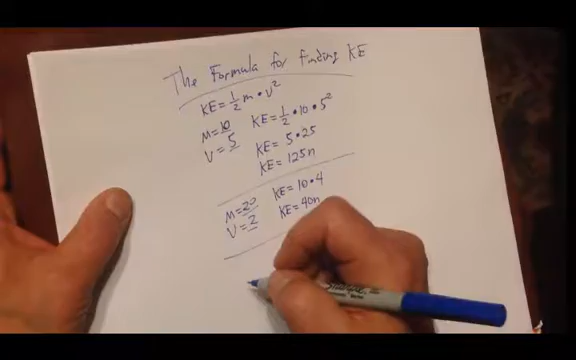 The Formula for finding KE
KE = 1/2 m • v²
M = 10
V = 5
KE = 1/2 • 10 • 5²
KE = 5 • 25
KE = 125n
M = 20
V = 2
KE = 10 • 4
KE = 40n